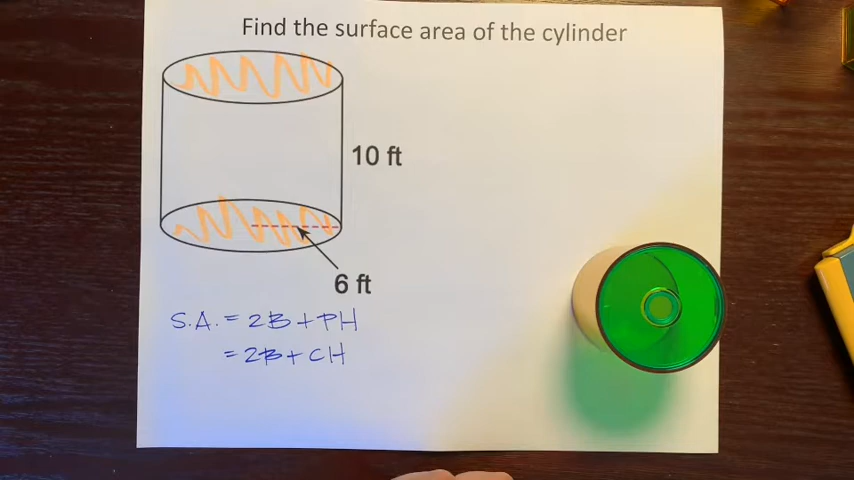 Find the surface area of the cylinder
10 ft
6 ft
S.A. = 2B + PH
= 2B + CH